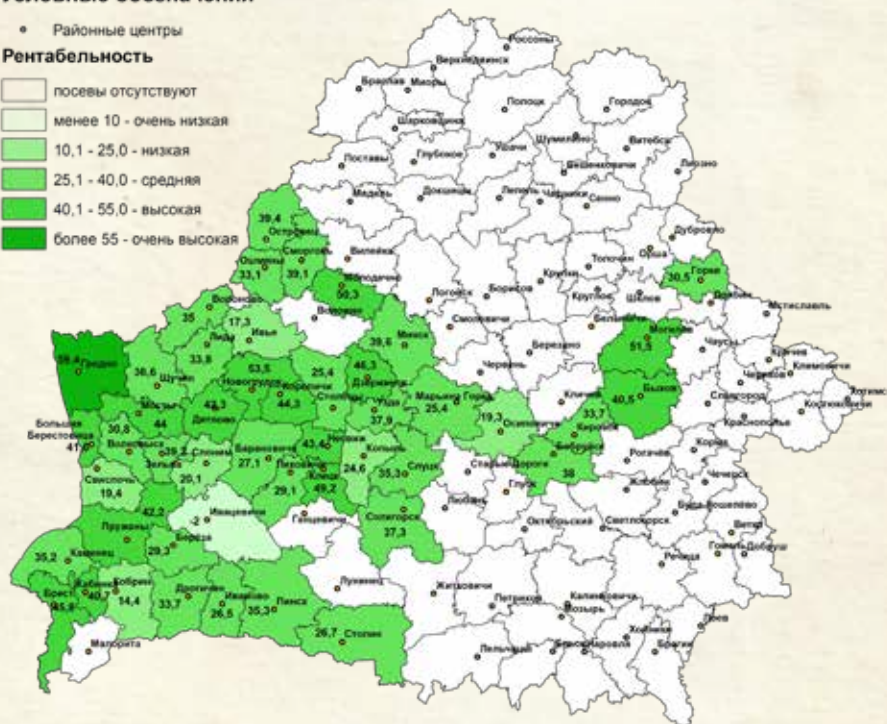 Районные центры
Рентабельность
посевы отсутствуют
менее 10 - очень низкая
10,1 - 25,0 - низкая
25,1 - 40,0 - средняя
40,1 - 55,0 - высокая
более 55 - очень высокая
Россоны
Верхнедвинск
Браслав
Миоры
Полоцк
Городок
Шарковщина
Шумилино
Витебск
Поставы
Глубокое
Ушачи
Бешенковичи
Лиозно
Мядель
Докшицы
Лепель
Чашники
Сенно
39,4
Островец
Дубровно
Сморгонь
Вилейка
Орша
Ошмяны
33,1
39,1
Толочин
30,5
Горки
Молодечно
50,3
Логойск
Борисов
Крупки
Круглое
Шклов
Дрибин
Мстиславль
35
Вороново
17,3
Воложин
Смолевичи
Белыничи
Могилев
51,5
Лида
Ивье
39,6
Минск
Чаусы
Кричев
33,8
Березино
Климовичи
59,4
Гродно
Червень
Чериков
38,6
Щучин
53,5
25,4
46,3
Дзержинск
Хотимск
Новогрудок
Кореличи
44,3
Марьина Горка
25,4
Кличев
40,5
Быхов
Славгород
Костюковичи
Мосты
44
Дятлово
Столбцы
Узда
37,9
19,3
Осиповичи
33,7
Кировск
Краснополье
Большая
Берестовица
30,8
Волковыск
39,2
Зельва
Слоним
20,1
Барановичи
27,1
43,4
Несвиж
Копыль
24,6
35,3
Слуцк
Старые Дороги
Бобруйск
38
Рогачев
Корма
Свислочь
19,4
Ляховичи
29,1
Клецк
49,2
Глуск
Жлобин
Чечерск
42,2
-2
Ивацевичи
Ганцевичи
Солигорск
37,3
Любань
Буда-Кошелево
Пружаны
Октябрьский
Светлогорск
Ветка
29,3
Береза
35,2
Каменец
Речица
Гомель
Добруш
Жабинка
40,7
Кобрин
14,4
Дрогичин
33,7
Иваново
26,5
35,3
Пинск
Лунинец
Житковичи
Петриков
Калинковичи
Мозырь
Брест
45,8
Малорита
26,7
Столин
Лельчицы
Ельск
Наровля
Хойники
Брагин
Лоев